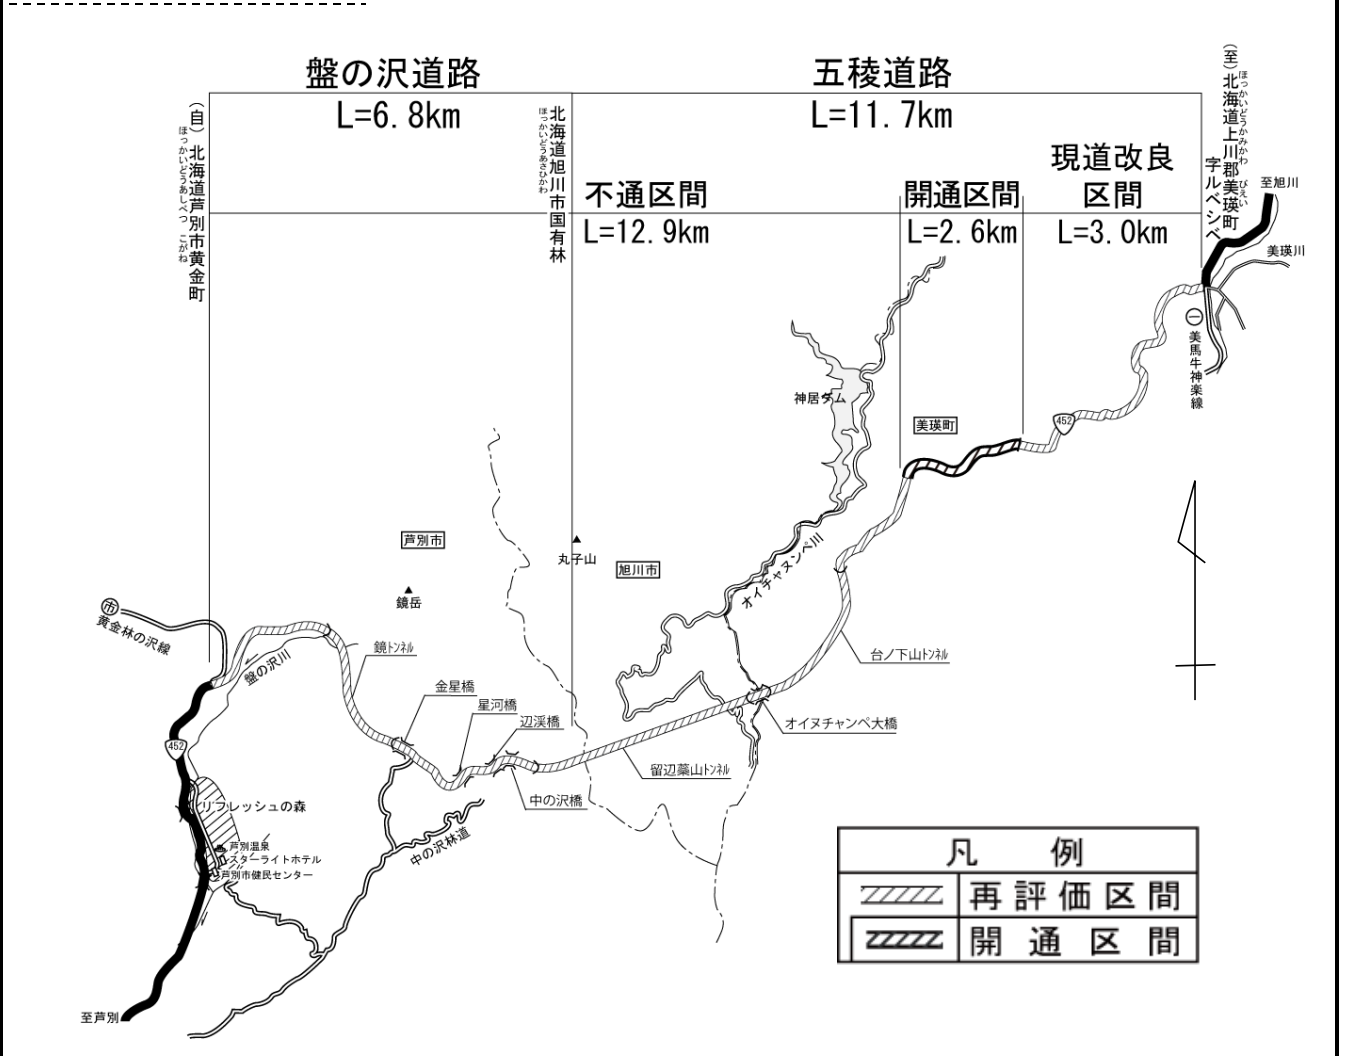 盤の沢道路
L=6.8km
五稜道路
L=11.7km
(自)北海道芦別市黄金町
ほっかいどうあしべつ こがね
北海道旭川市国有林
ほっかいどうあさひかわ
(至)北海道上川郡美瑛町
ほっかいどうかみかわ びえい
字ルベシベ
不通区間
L=12.9km
開通区間
L=2.6km
現道改良
区間
L=3.0km
至旭川
美瑛川
一
美馬牛神楽線
神居ダム
美瑛町
452
芦別市
丸子山
旭川市
鏡岳
オイチャヌンペ川
市
黄金林の沢線
盤の沢川
鏡トンネル
金星橋
星河橋
辺渓橋
中の沢橋
台ノ下山トンネル
オイヌチャンペ大橋
留辺蘂山トンネル
452
リフレッシュの森
芦別温泉
スターライトホテル
芦別市健民センター
中の沢林道
至芦別
凡例
再評価区間
開通区間